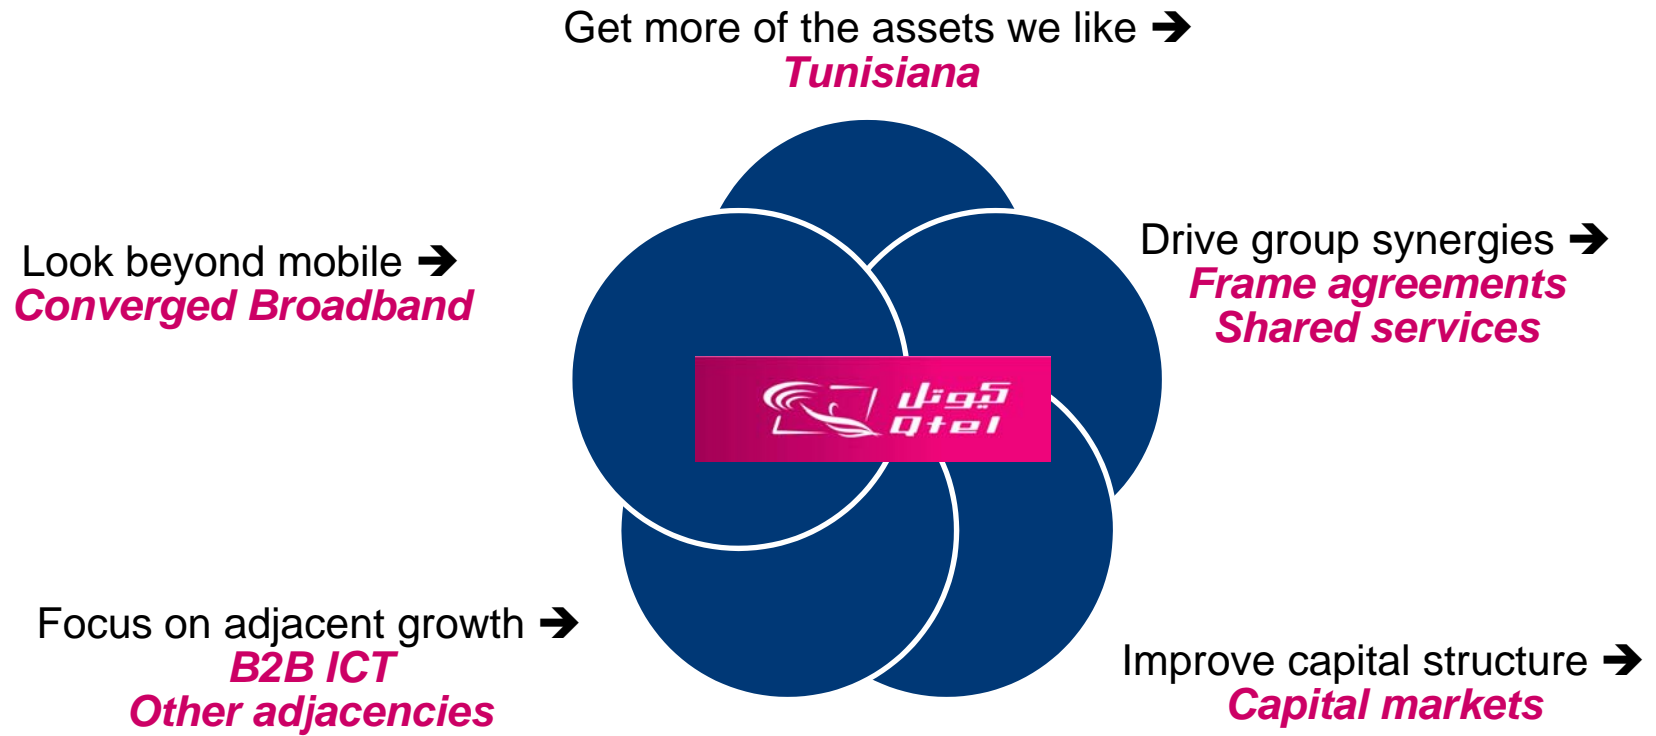 Get more of the assets we like ➔
Tunisiana
Look beyond mobile ➔
Converged Broadband
Drive group synergies ➔
Frame agreements
Shared services
كيوتل
Qtel
Focus on adjacent growth ➔
B2B ICT
Other adjacencies
Improve capital structure ➔
Capital markets